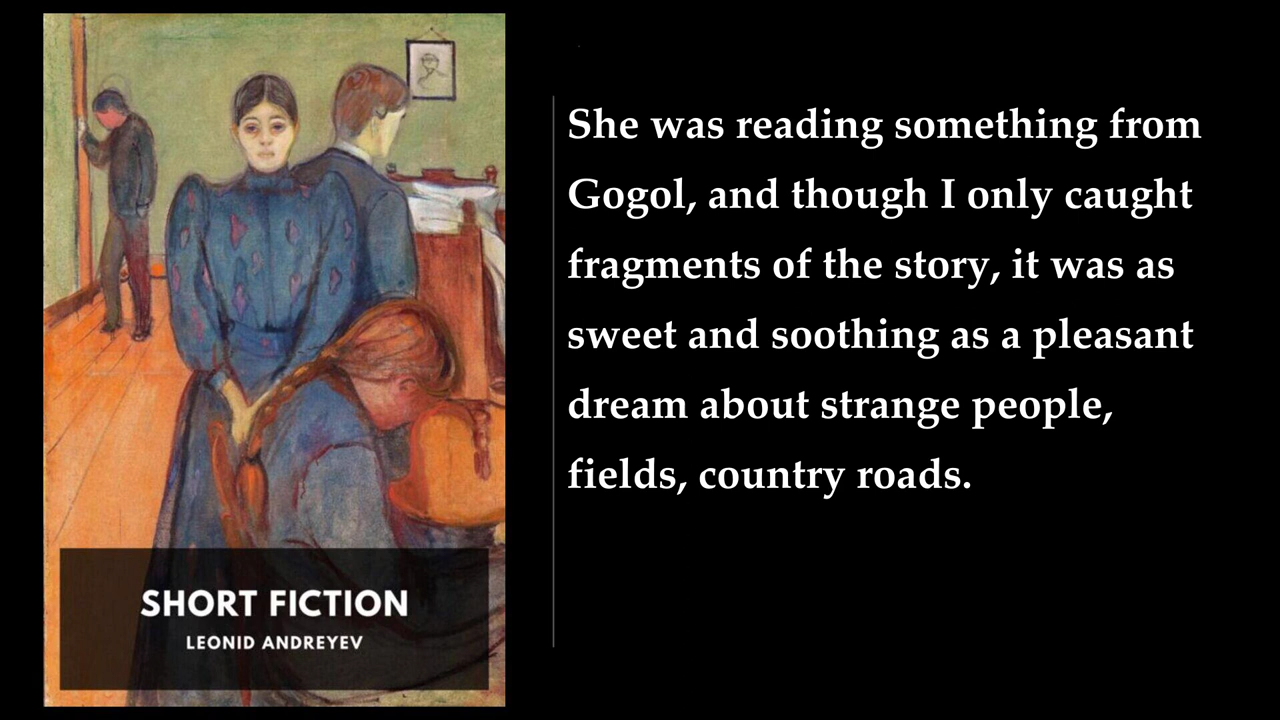 She was reading something from
Gogol, and though I only caught
fragments of the story, it was as
sweet and soothing as a pleasant
dream about strange people,
fields, country roads.
SHORT FICTION
LEONID ANDREYEV